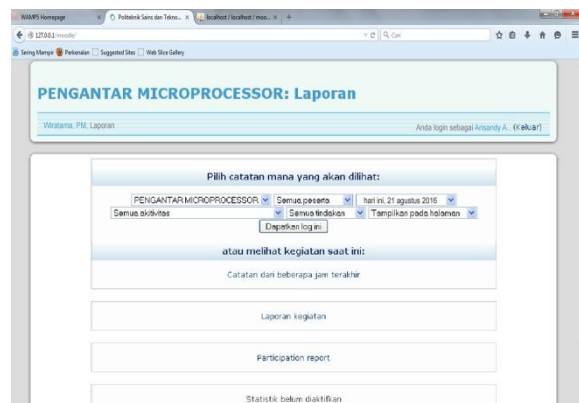 WAMP5 Homepage
Politeknik Sains dan Tekno...
localhost / localhost / moo...
127.0.0.1/moode/
Cari
Sering Mampir Perkenalan Suggested Sites Web Slice Gallery
PENGANTAR MICROPROCESSOR: Laporan
Wiratama, PM, Laporan
Anda login sebagai Arisandy A.. (Keluar)
Pilih catatan mana yang akan dilihat:
PENGANTAR MICROPROCESSOR Semua peserta hari ini, 21 agustus 2016
Semua aktivitas Semua tindakan Tampilkan pada halaman
Dapatkan log ini
atau melihat kegiatan saat ini:
Catatan dari beberapa jam terakhir
Laporan kegiatan
Participation report
Statistik belum diaktifkan